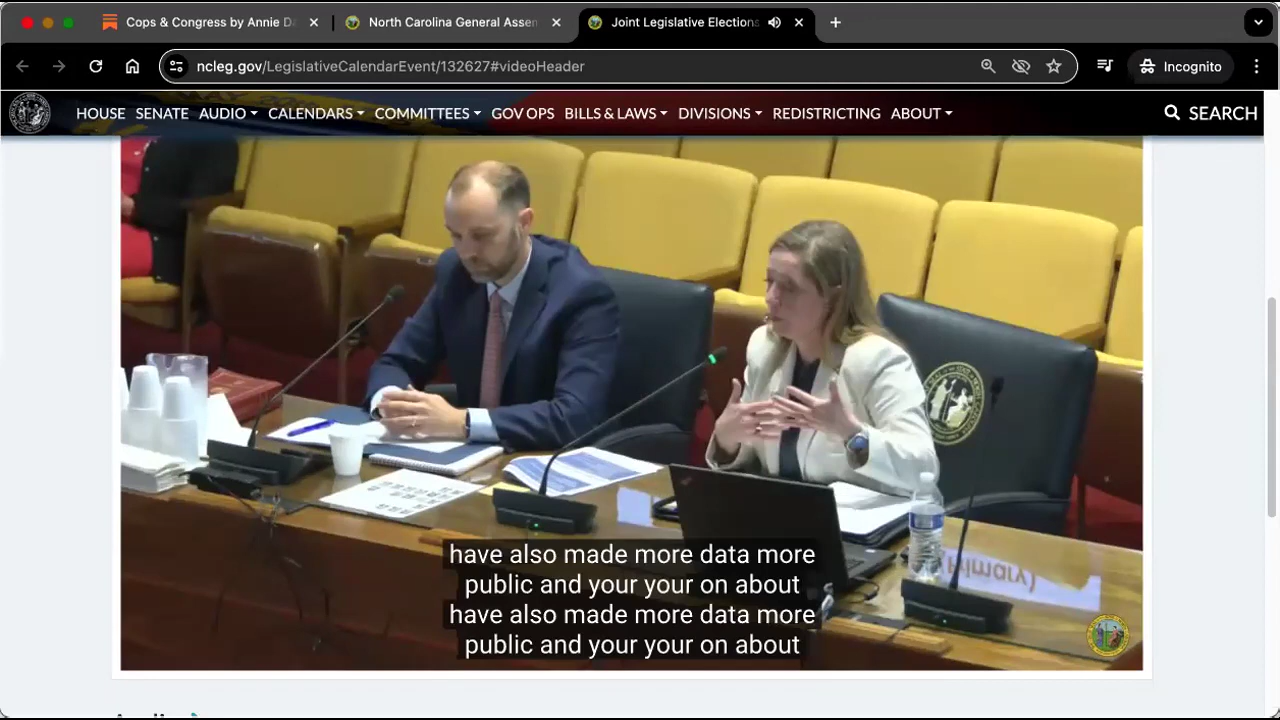 Cops & Congress by Annie Da
North Carolina General Assem
Joint Legislative Elections
ncleg.gov/LegislativeCalendarEvent/132627#videoHeader
Incognito
HOUSE SENATE AUDIO CALENDARS COMMITTEES GOV OPS BILLS & LAWS DIVISIONS REDISTRICTING ABOUT SEARCH
have also made more data more
public and your your on about
have also made more data more
public and your your on about
Primary)